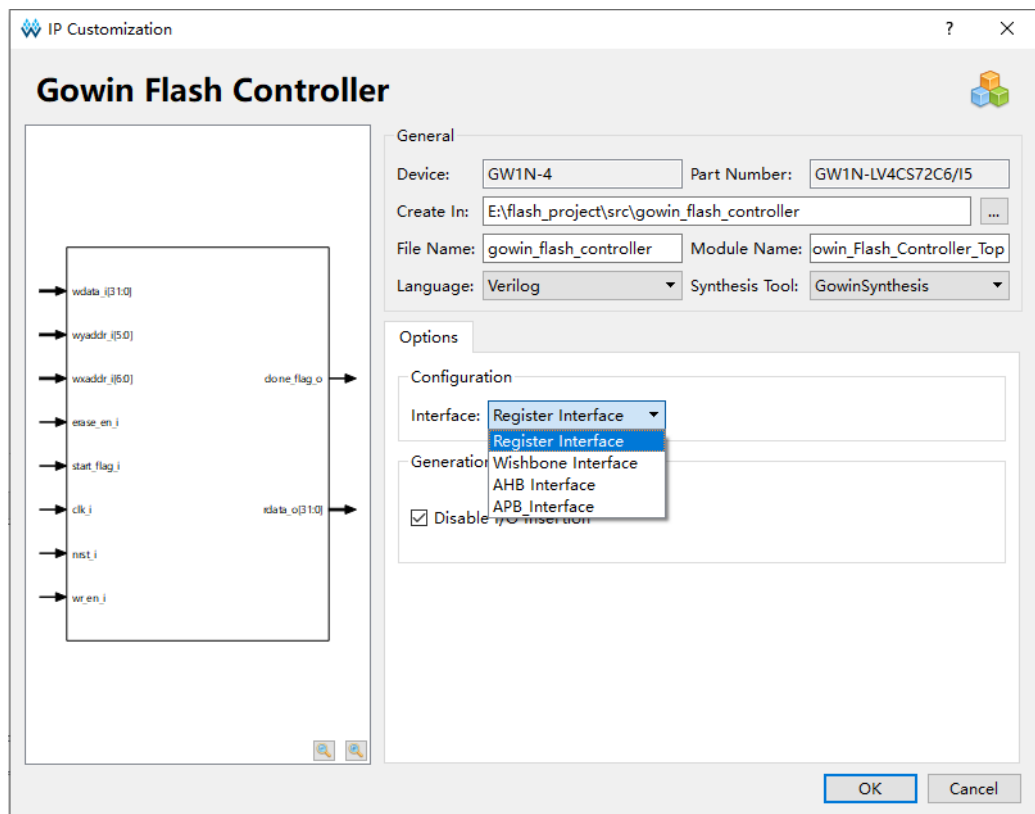 IP Customization
?
Gowin Flash Controller
wdata_i[31:0]
wyaddr_i[5:0]
wxaddr_i[6:0]
erase_en_i
start_flag_i
clk_i
nrst_i
wr_en_i
done_flag_o
rdata_o[31:0]
General
Device: GW1N-4 Part Number: GW1N-LV4CS72C6/I5
Create In: E:\flash_project\src\gowin_flash_controller ...
File Name: gowin_flash_controller Module Name: owin_Flash_Controller_Top
Language: Verilog Synthesis Tool: GowinSynthesis
Options
Configuration
Interface: Register Interface
Register Interface
Generation Wishbone Interface
AHB Interface
APB_Interface
Disable I/O Insertion
OK Cancel